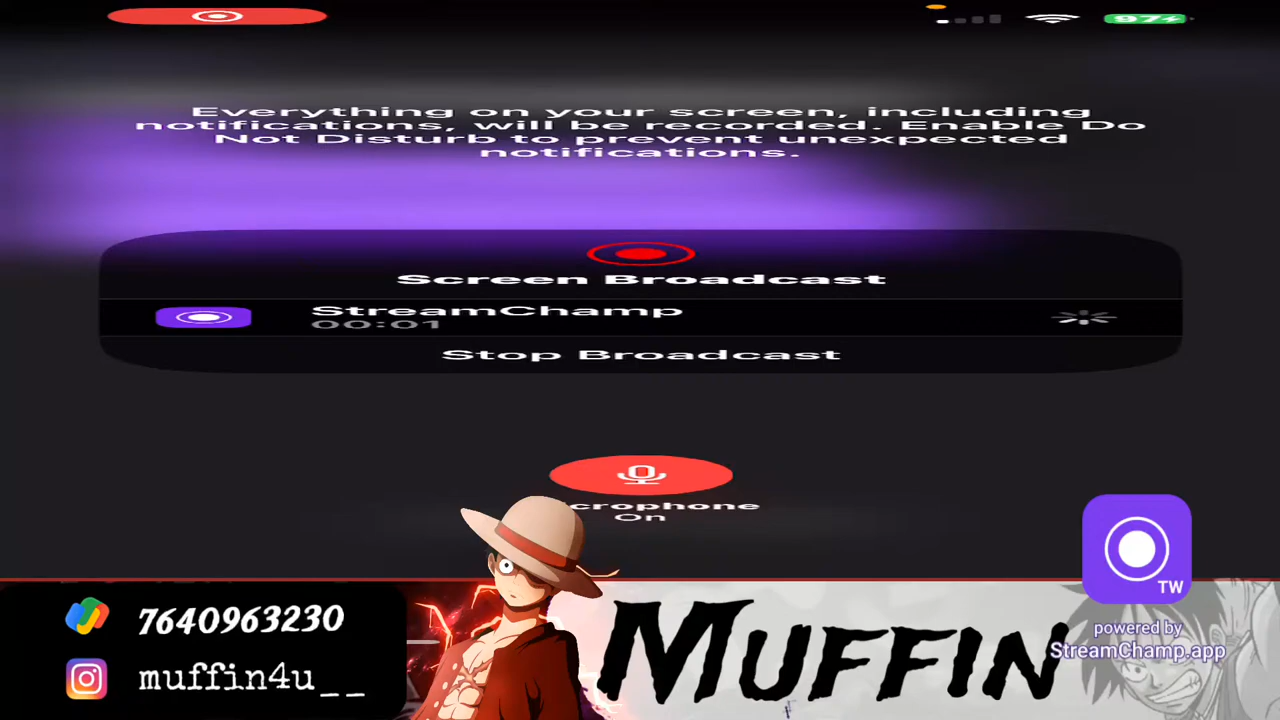 97
Everything on your screen, including
notifications, will be recorded. Enable Do
Not Disturb to prevent unexpected
notifications.
Screen Broadcast
StreamChamp
00:01
Stop Broadcast
crophone
On
TW
powered by
StreamChamp.app
7640963230
muffin4u__
MUFFIN